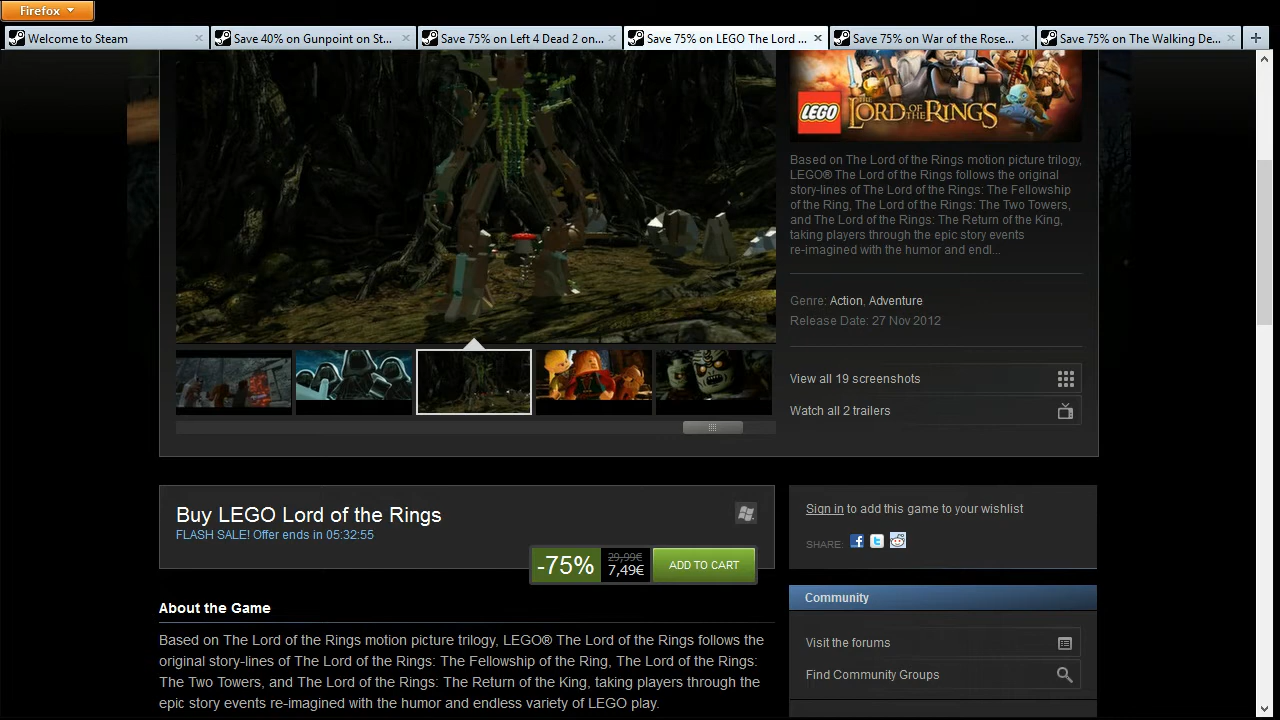 Firefox
Welcome to Steam
Save 40% on Gunpoint on St...
Save 75% on Left 4 Dead 2 on...
Save 75% on LEGO The Lord ...
Save 75% on War of the Rose...
Save 75% on The Walking De...
LEGO THE LORD OF THE RINGS
Based on The Lord of the Rings motion picture trilogy,
LEGO® The Lord of the Rings follows the original
story-lines of The Lord of the Rings: The Fellowship
of the Ring, The Lord of the Rings: The Two Towers,
and The Lord of the Rings: The Return of the King,
taking players through the epic story events
re-imagined with the humor and endl...
Genre: Action, Adventure
Release Date: 27 Nov 2012
View all 19 screenshots
Watch all 2 trailers
Buy LEGO Lord of the Rings
FLASH SALE! Offer ends in 05:32:55
-75%
29,99€
7,49€
ADD TO CART
Sign in to add this game to your wishlist
SHARE:
About the Game
Based on The Lord of the Rings motion picture trilogy, LEGO® The Lord of the Rings follows the
original story-lines of The Lord of the Rings: The Fellowship of the Ring, The Lord of the Rings:
The Two Towers, and The Lord of the Rings: The Return of the King, taking players through the
epic story events re-imagined with the humor and endless variety of LEGO play.
Community
Visit the forums
Find Community Groups